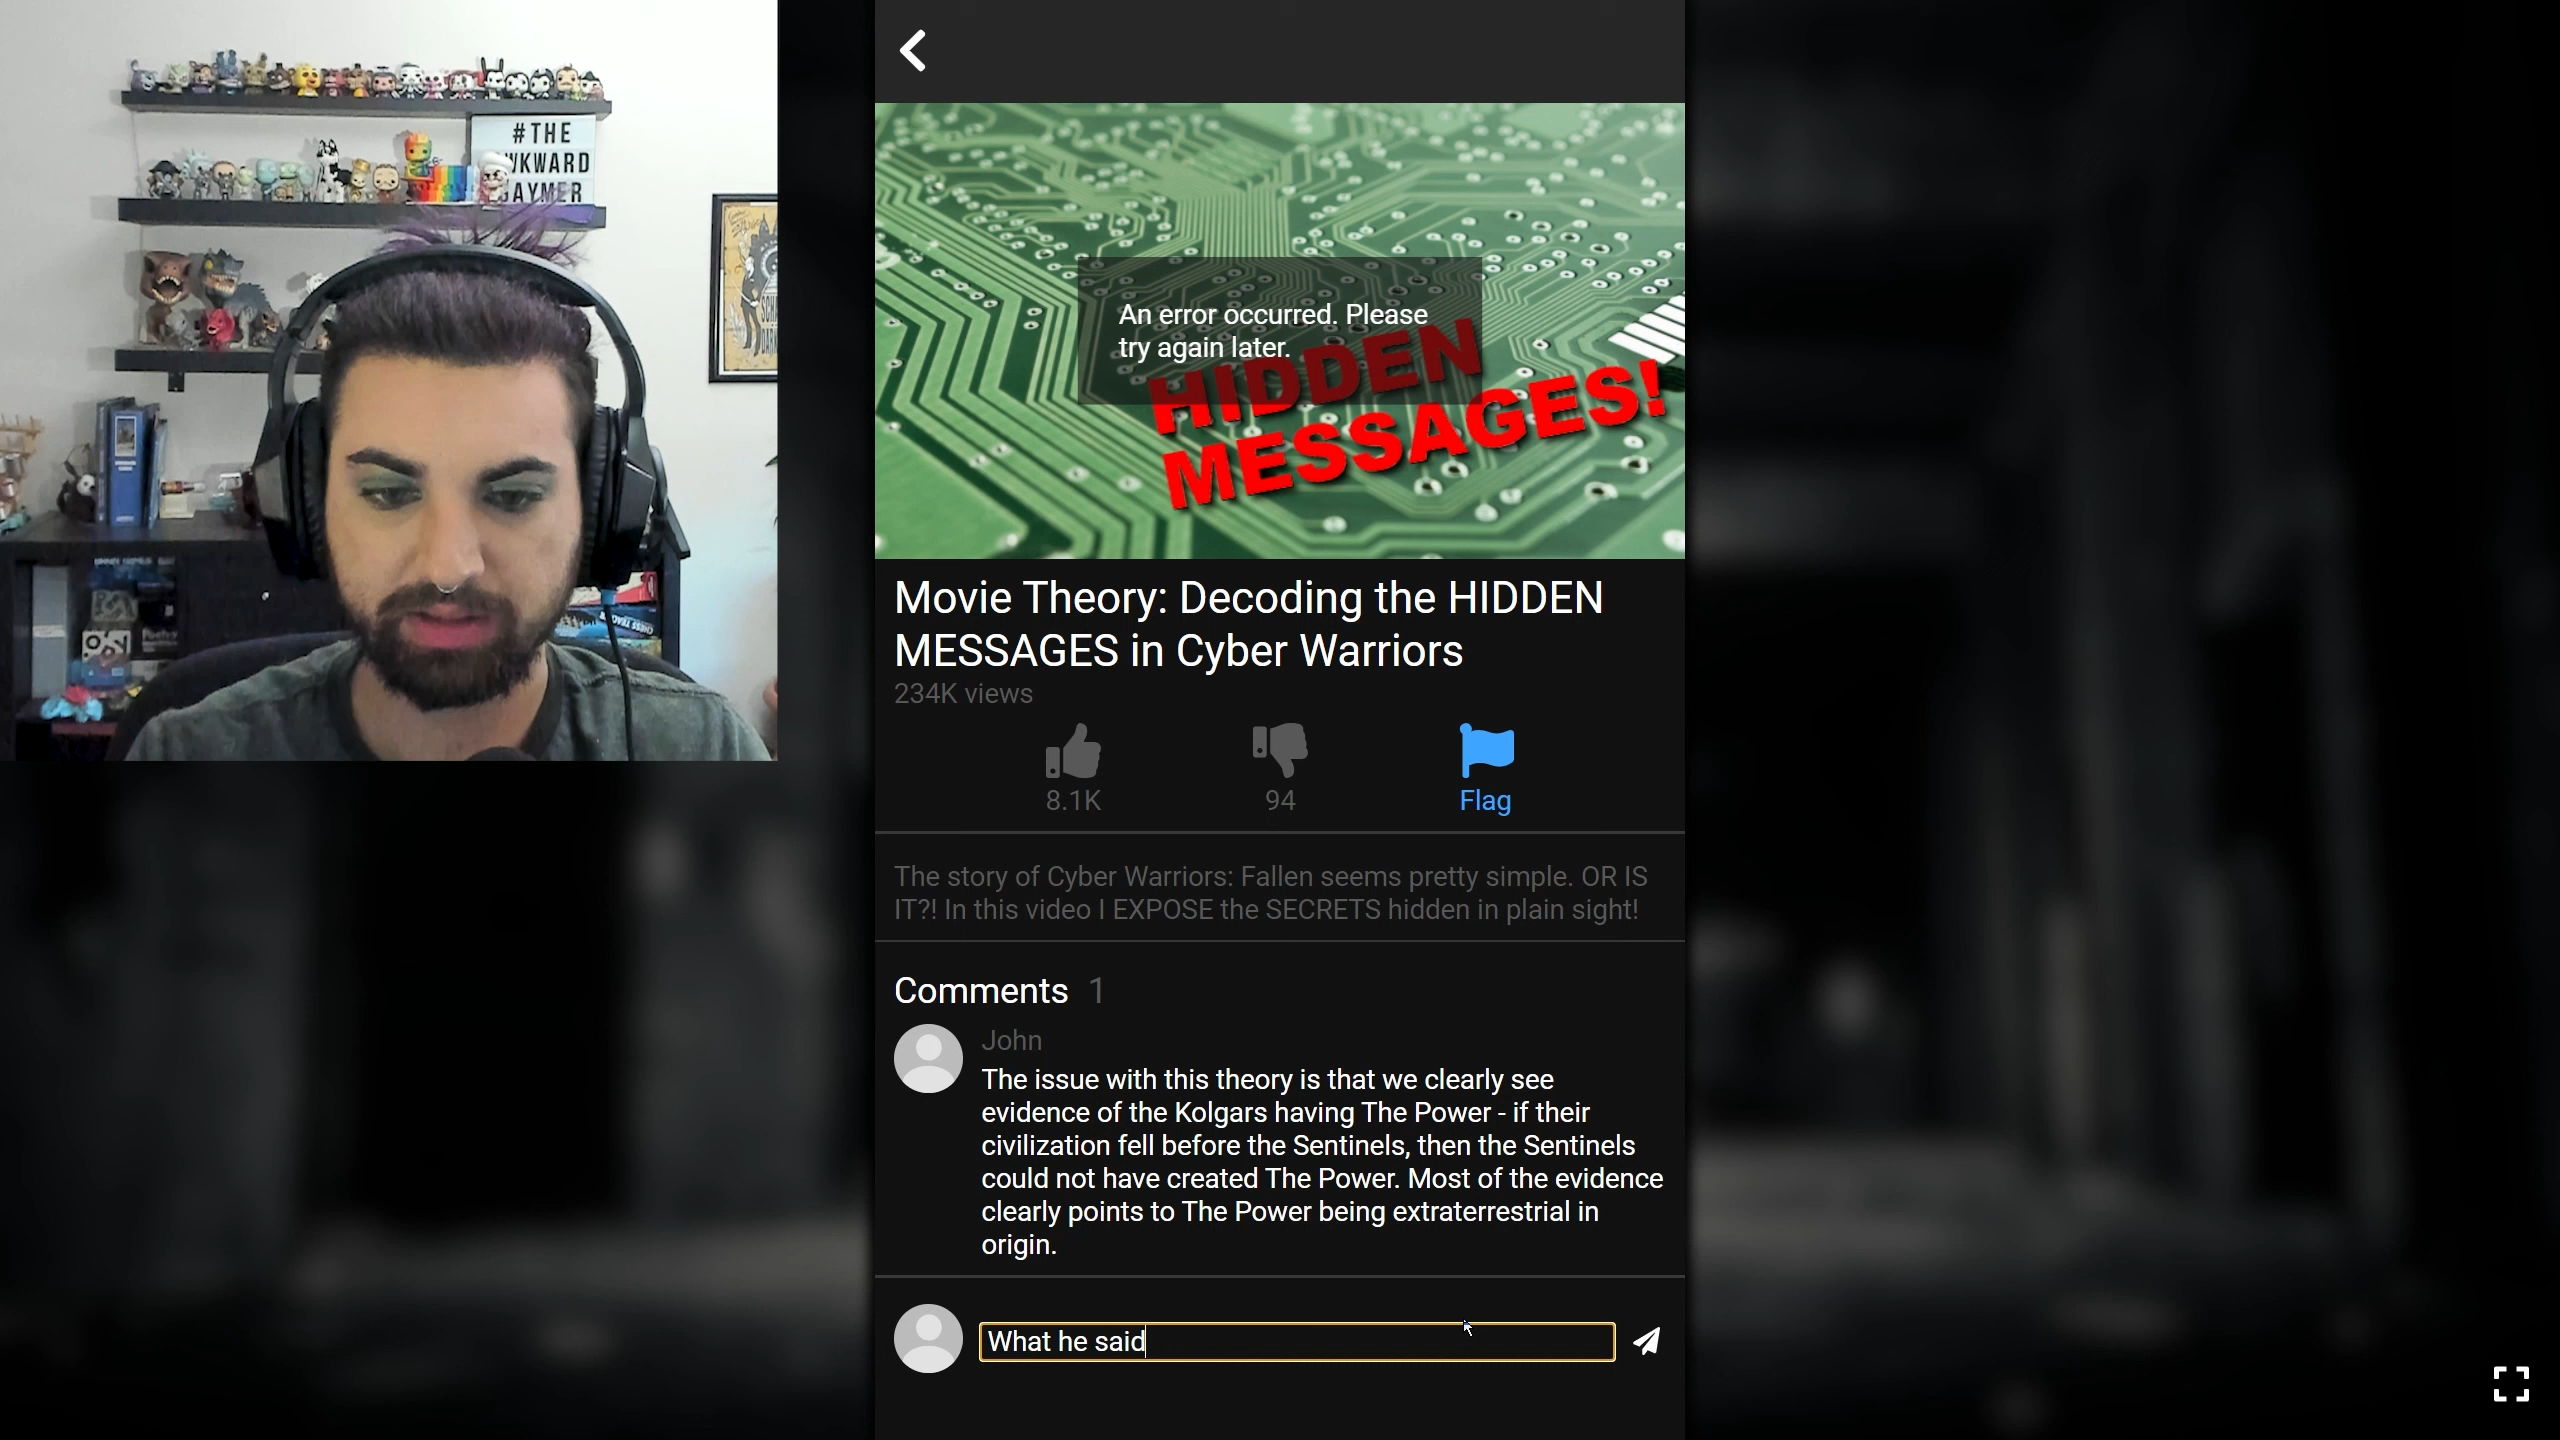 #THE
WKWARD
AYMER
An error occurred. Please
try again later.
HIDDEN
MESSAGES!
Movie Theory: Decoding the HIDDEN
MESSAGES in Cyber Warriors
234K views
8.1K
94
Flag
The story of Cyber Warriors: Fallen seems pretty simple. OR IS
IT?! In this video I EXPOSE the SECRETS hidden in plain sight!
Comments 1
John
The issue with this theory is that we clearly see
evidence of the Kolgars having The Power - if their
civilization fell before the Sentinels, then the Sentinels
could not have created The Power. Most of the evidence
clearly points to The Power being extraterrestrial in
origin.
What he said